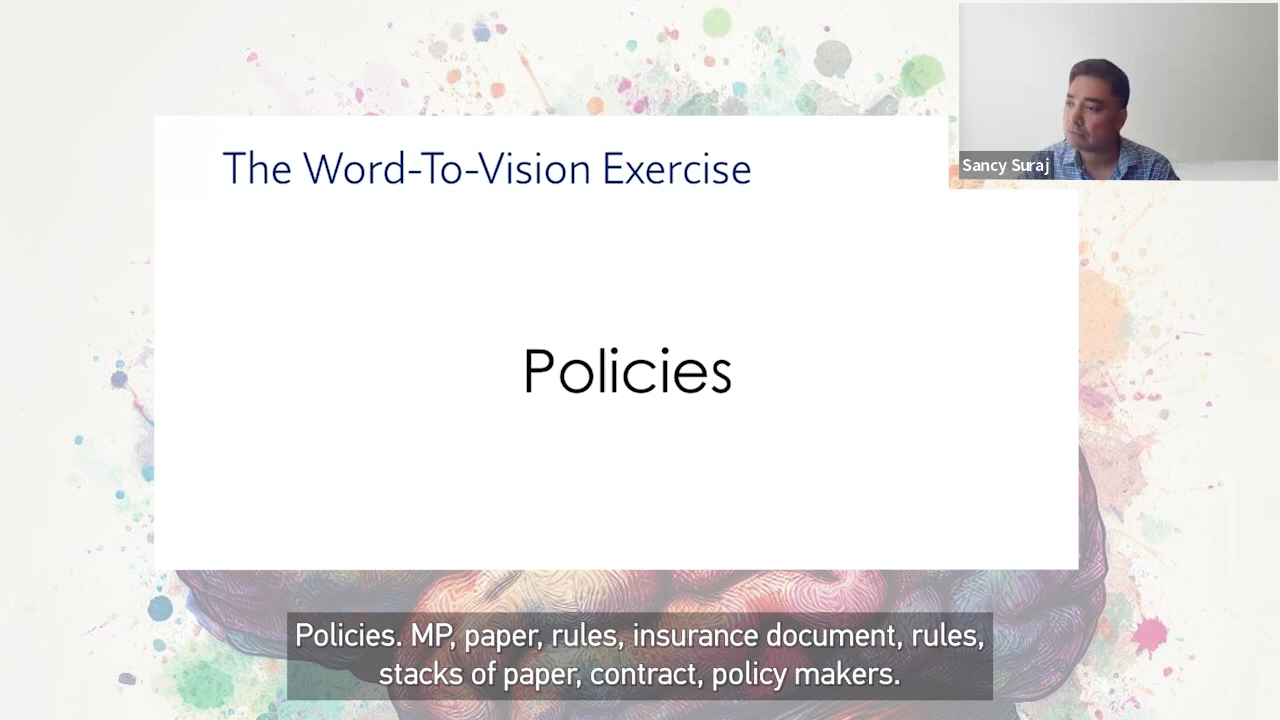 The Word-To-Vision Exercise
Sancy Suraj
Policies
Policies. MP, paper, rules, insurance document, rules,
stacks of paper, contract, policy makers.